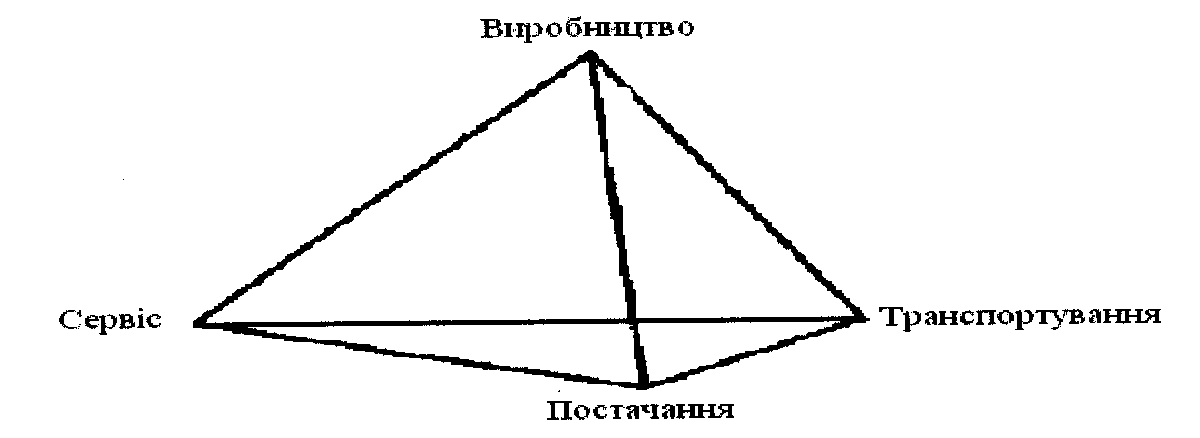 Виробництво
Сервіс
Транспортування
Постачання